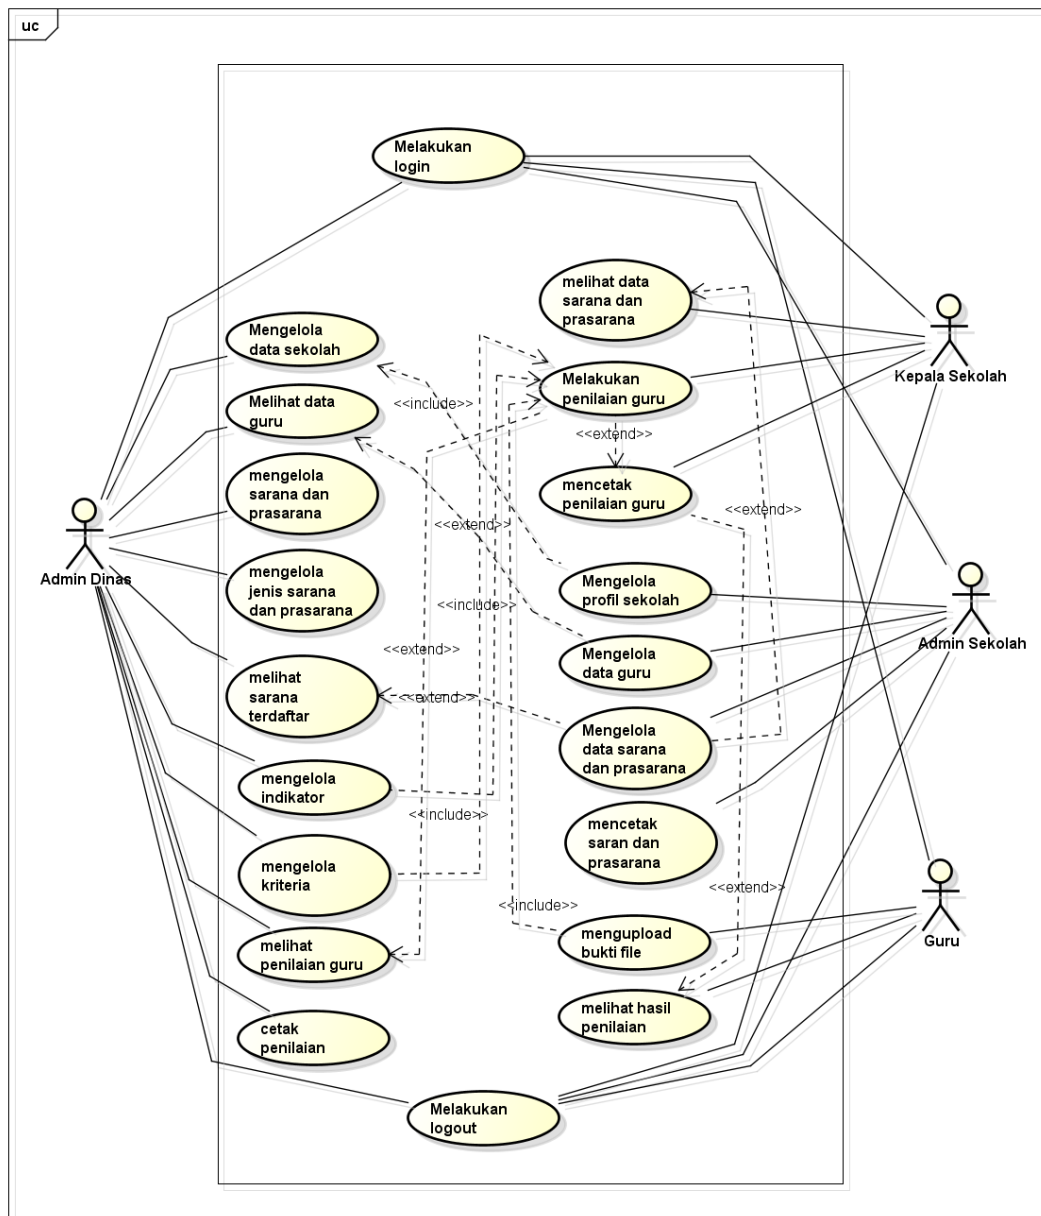 uc
Melakukan
login
melihat data
sarana dan
prasarana
Mengelola
data sekolah
Kepala Sekolah
Melakukan
penilaian guru
<<include>>
Melihat data
guru
<<extend>>
mencetak
penilaian guru
mengelola
sarana dan
prasarana
<<extend>>
<<extend>>
Admin Dinas
mengelola
jenis sarana
dan prasarana
Mengelola
profil sekolah
<<include>>
Admin Sekolah
<<extend>>
Mengelola
data guru
melihat
sarana
terdaftar
<<extend>>
Mengelola
data sarana
dan prasarana
mengelola
indikator
<<include>>
mencetak
saran dan
prasarana
mengelola
kriteria
<<extend>>
<<include>>
Guru
melihat
penilaian guru
mengupload
bukti file
melihat hasil
penilaian
cetak
penilaian
Melakukan
logout